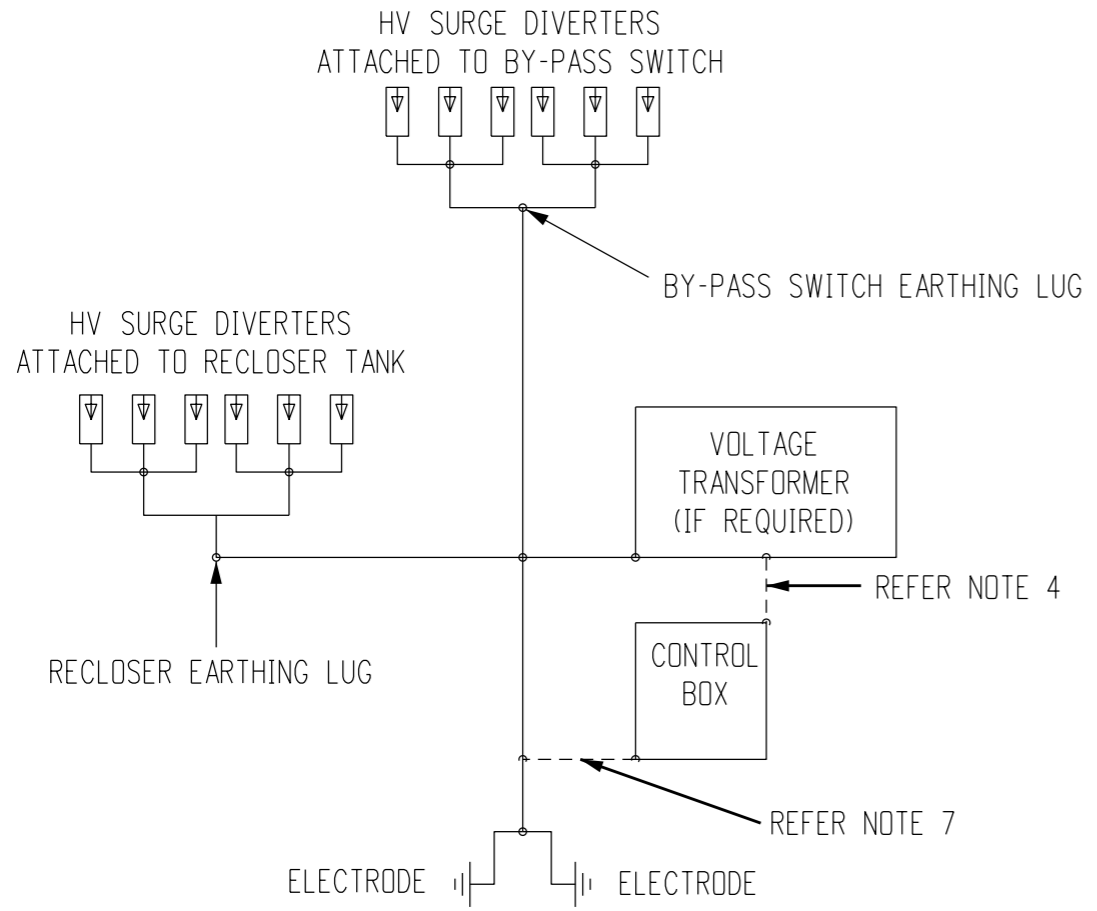 HV SURGE DIVERTERS
ATTACHED TO BY-PASS SWITCH
BY-PASS SWITCH EARTHING LUG
HV SURGE DIVERTERS
ATTACHED TO RECLOSER TANK
VOLTAGE
TRANSFORMER
(IF REQUIRED)
REFER NOTE 4
RECLOSER EARTHING LUG
CONTROL
BOX
REFER NOTE 7
ELECTRODE
ELECTRODE